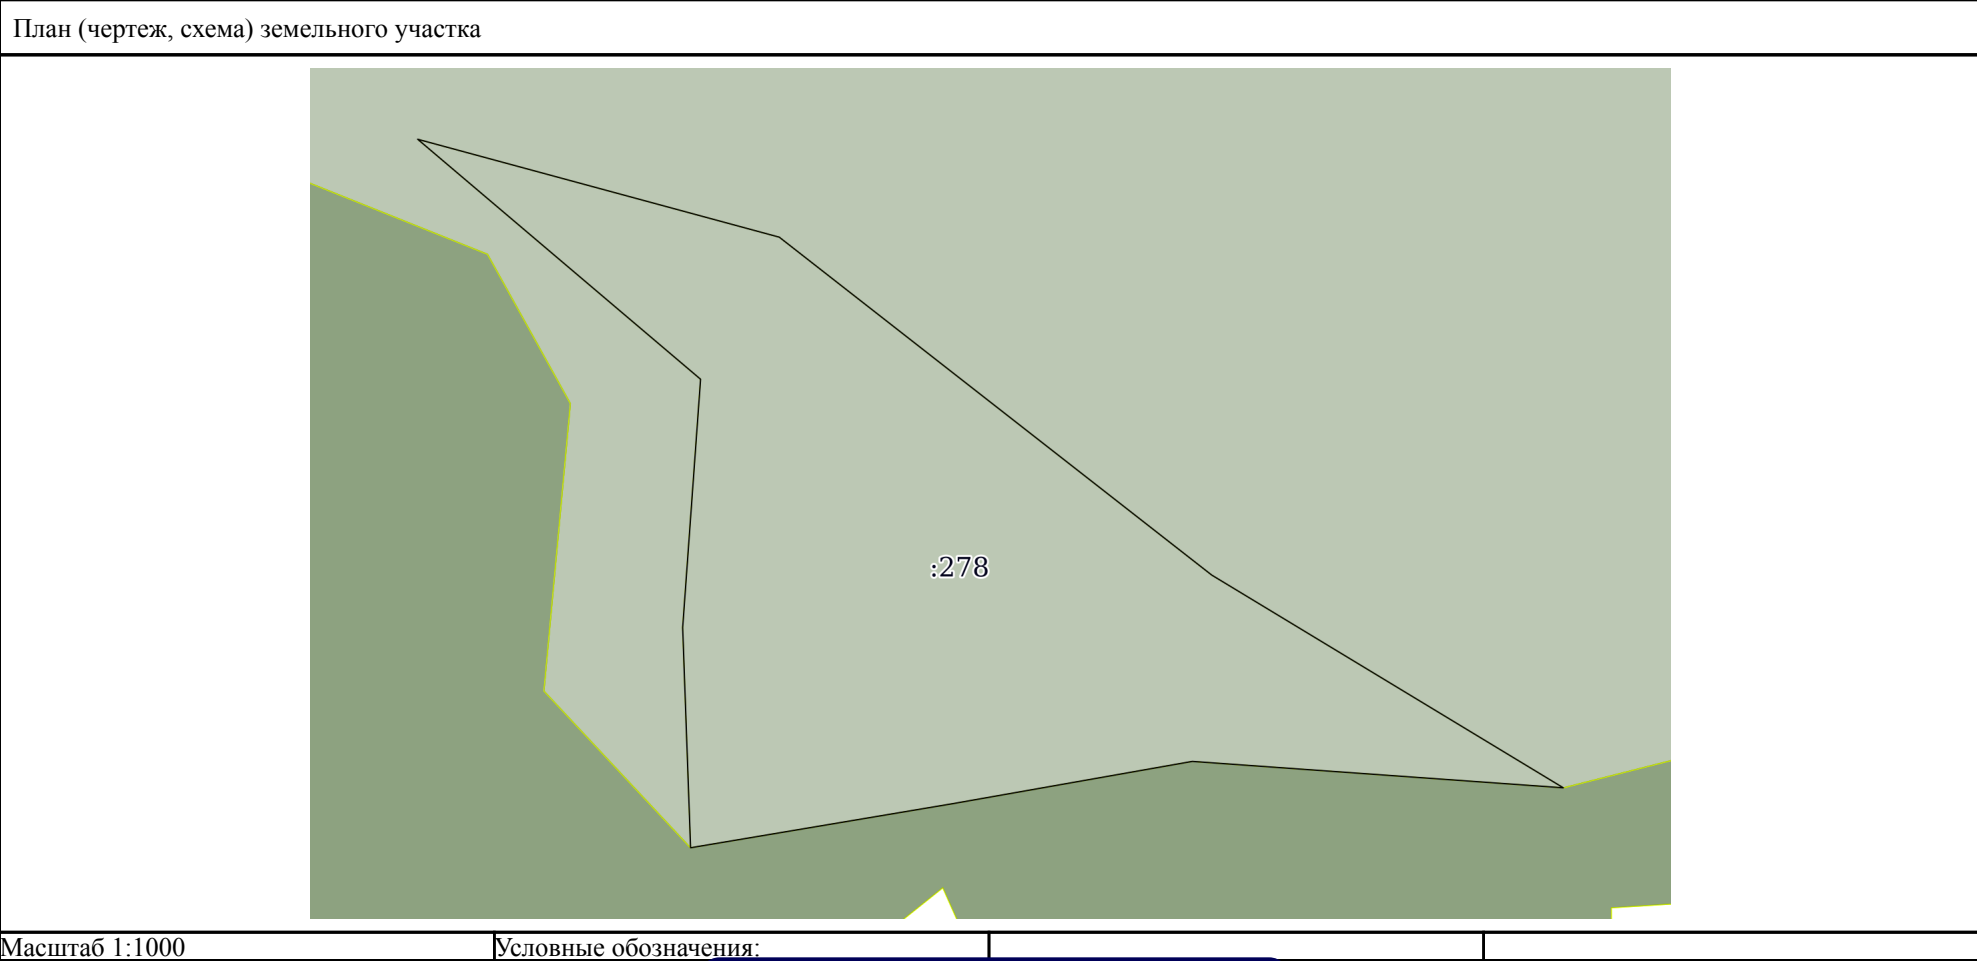 План (чертеж, схема) земельного участка
:278
Масштаб 1:1000
Условные обозначения: